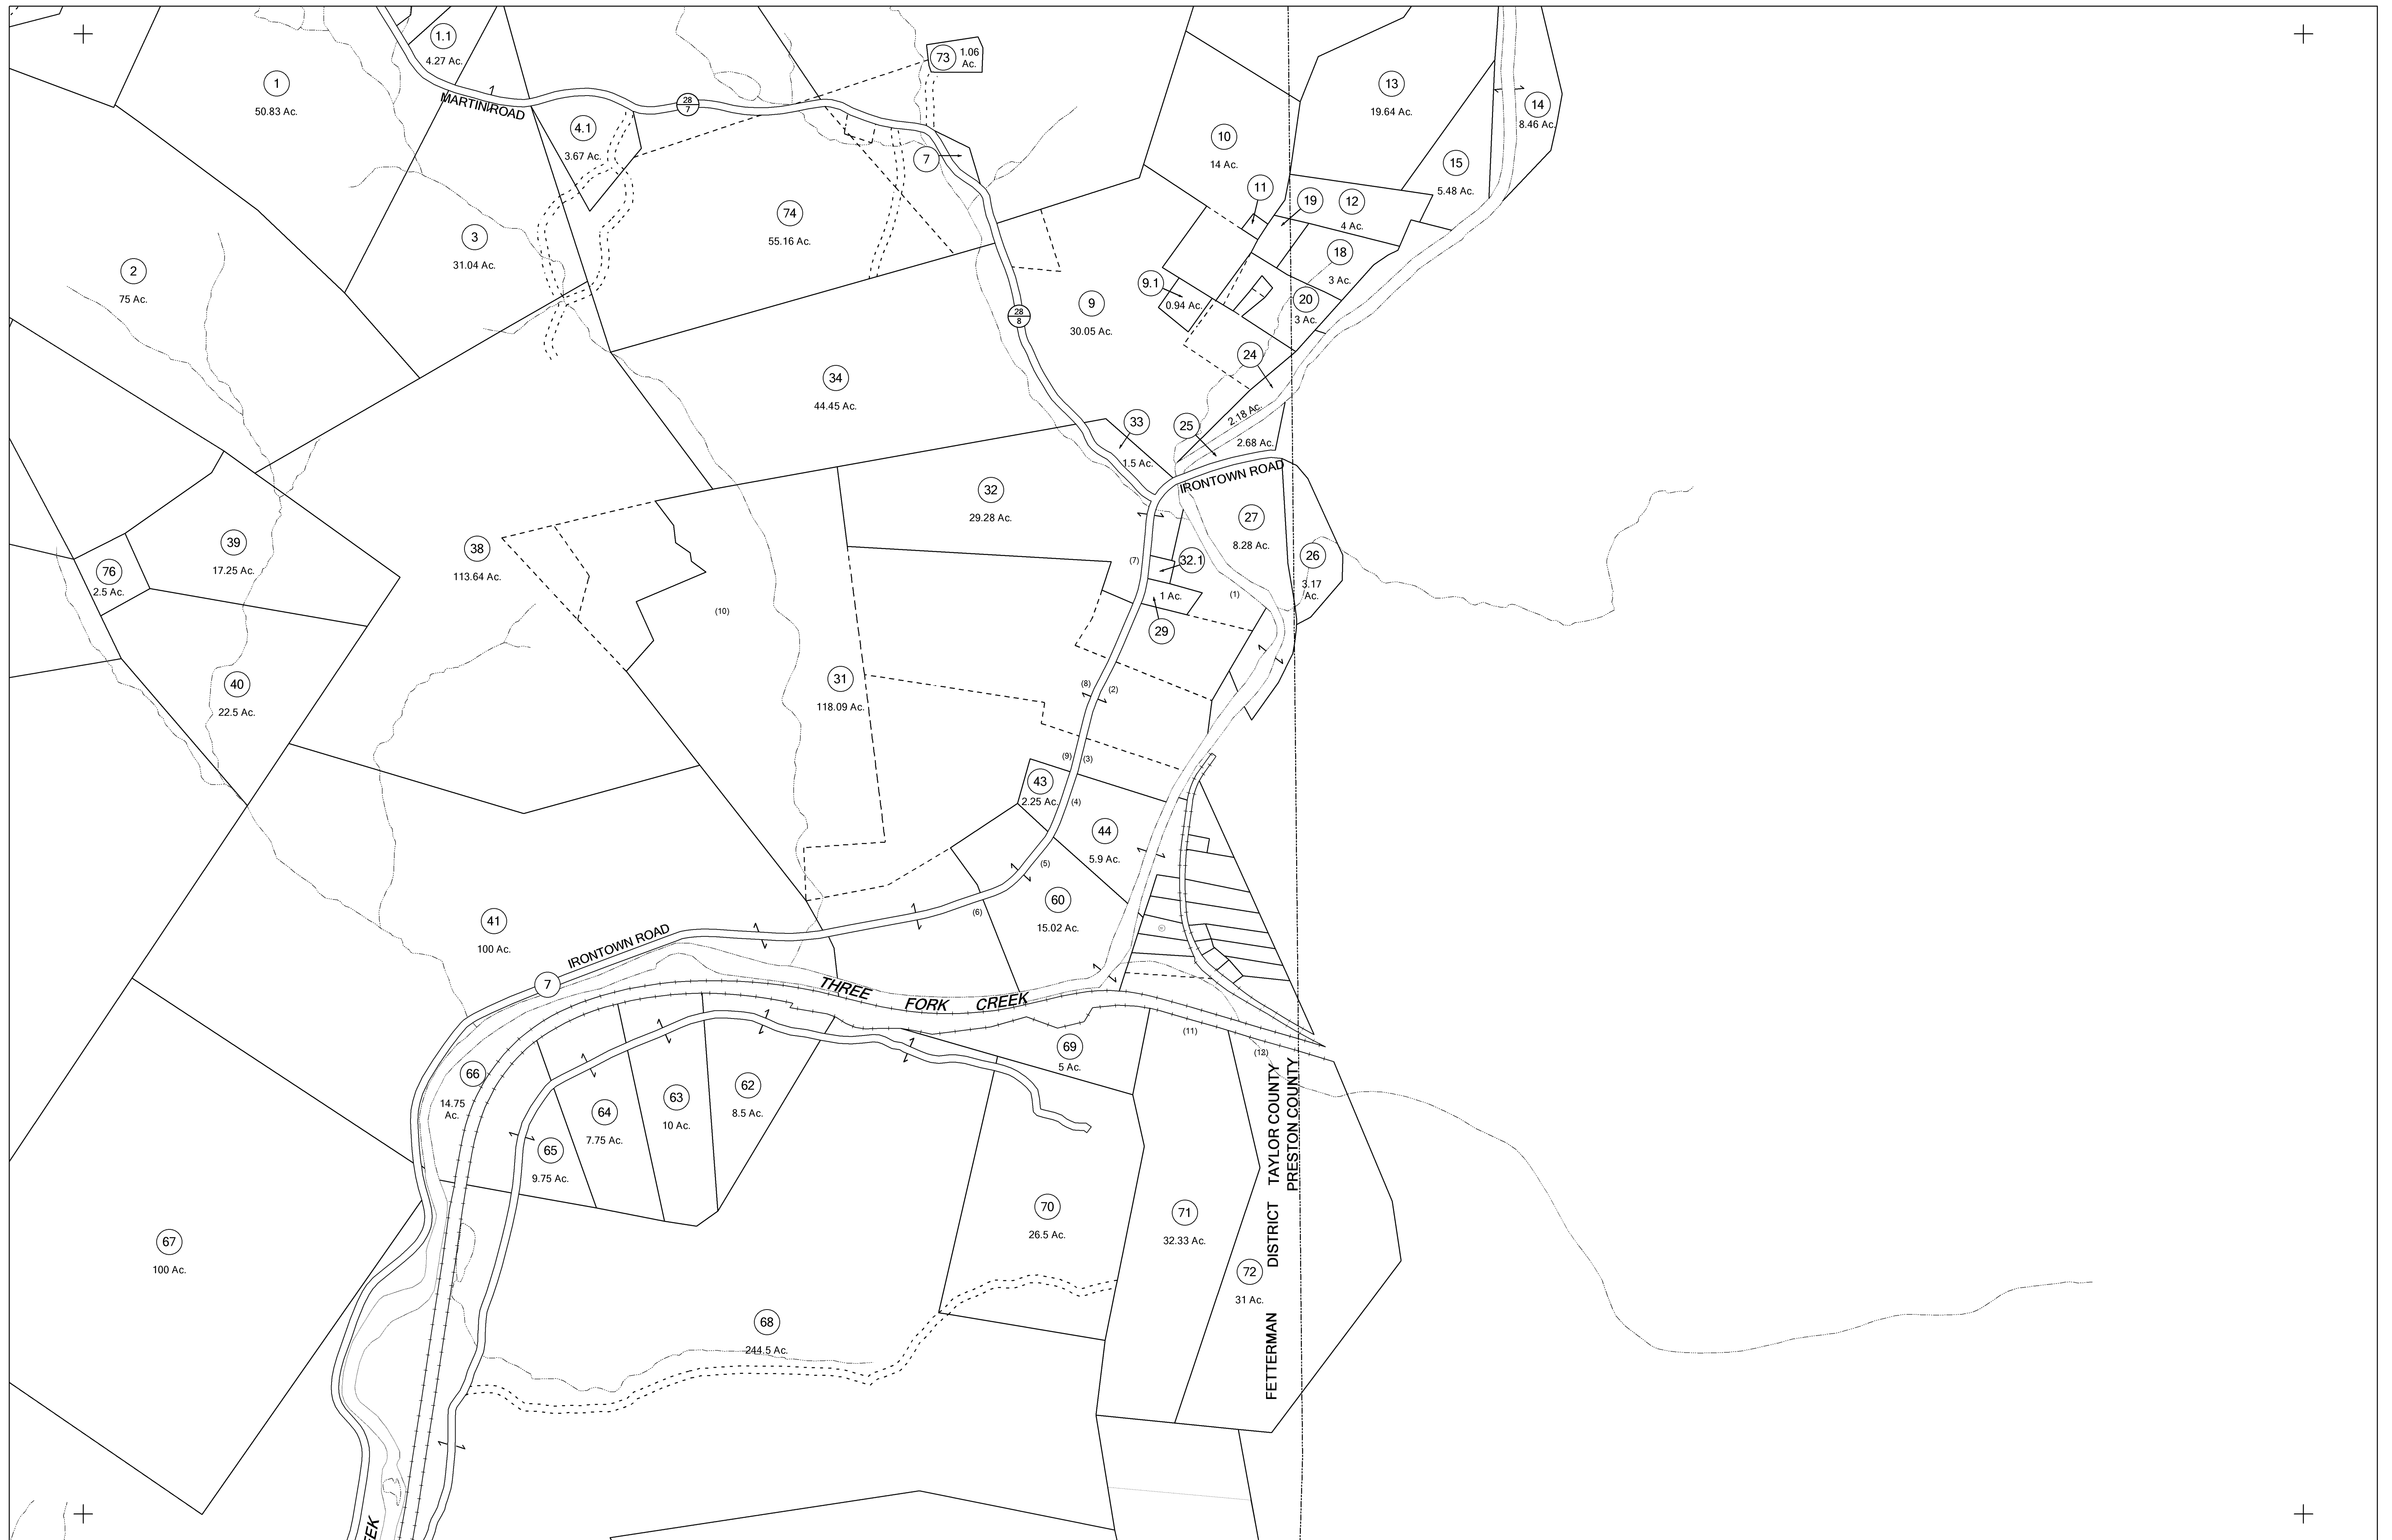 1.1
4.27 Ac.
1
50.83 Ac.
MARTIN ROAD
28
7
73
1.06
Ac.
4.1
3.67 Ac.
7
13
19.64 Ac.
14
8.46 Ac.
10
14 Ac.
15
5.48 Ac.
11
19
12
4 Ac.
74
55.16 Ac.
3
31.04 Ac.
2
75 Ac.
18
3 Ac.
9.1
0.94 Ac.
20
3 Ac.
9
30.05 Ac.
28
8
24
2.18 Ac.
34
44.45 Ac.
33
1.5 Ac.
25
2.68 Ac.
IRONTOWN ROAD
32
29.28 Ac.
27
8.28 Ac.
26
3.17
Ac.
39
17.25 Ac.
38
113.64 Ac.
76
2.5 Ac.
(7)
32.1
1 Ac.
(1)
29
(10)
31
118.09 Ac.
(8)
(2)
40
22.5 Ac.
(9)
(3)
43
2.25 Ac.
(4)
44
5.9 Ac.
(5)
60
15.02 Ac.
(6)
41
100 Ac.
IRONTOWN ROAD
7
THREE FORK CREEK
(11)
(12)
69
5 Ac.
66
14.75
Ac.
62
8.5 Ac.
63
10 Ac.
64
7.75 Ac.
65
9.75 Ac.
70
26.5 Ac.
71
32.33 Ac.
67
100 Ac.
72
31 Ac.
68
244.5 Ac.
FETTERMAN DISTRICT TAYLOR COUNTY
PRESTON COUNTY
EEK